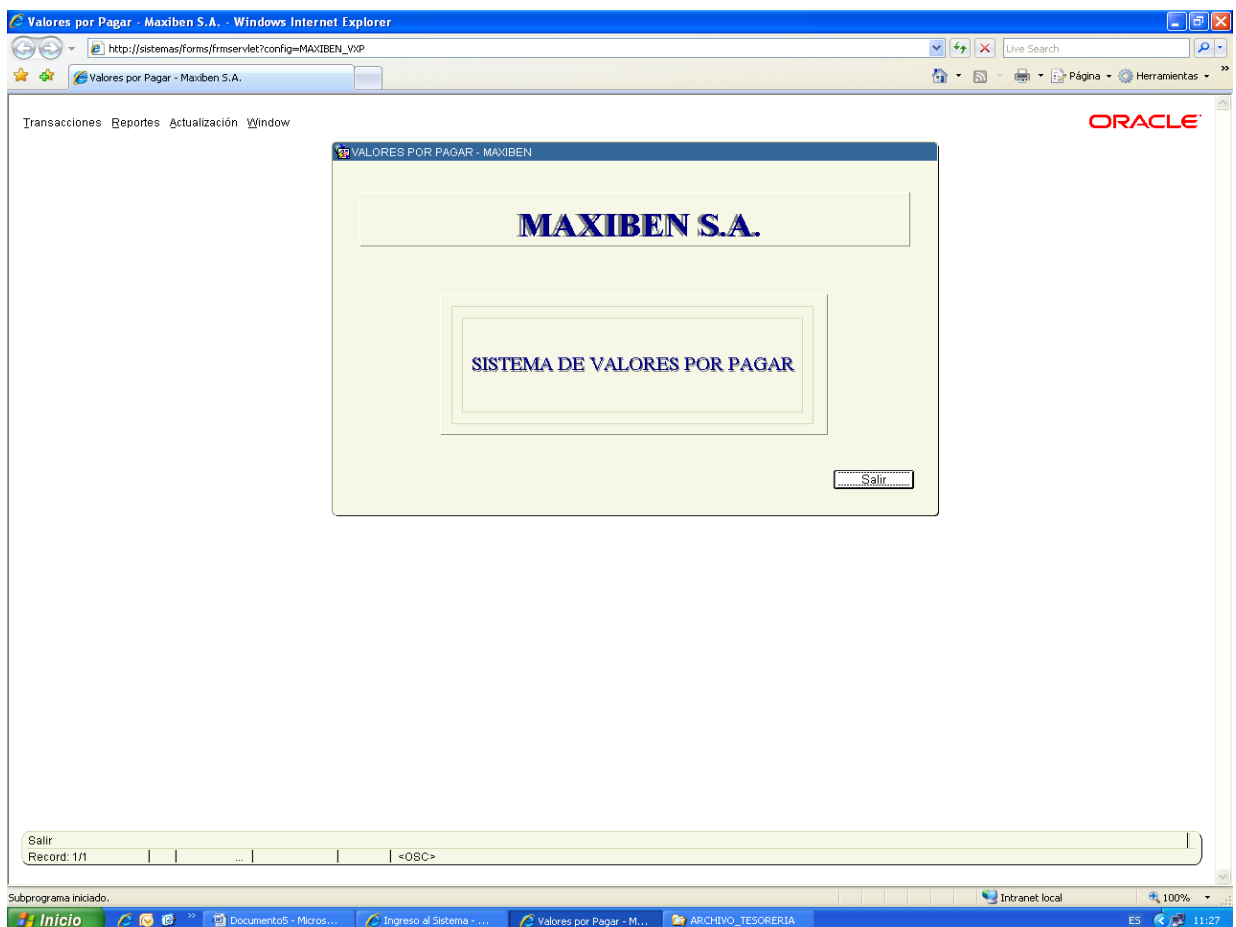 Valores por Pagar - Maxiben S.A. - Windows Internet Explorer
http://sistemas/forms/frmservlet?config=MAXIBEN_VXP
Live Search
Valores por Pagar - Maxiben S.A.
Página
Herramientas
»
Transacciones Reportes Actualización Window
ORACLE
VALORES POR PAGAR - MAXIBEN
MAXIBEN S.A.
SISTEMA DE VALORES POR PAGAR
Salir
Salir
Record: 1/1 ... <OSC>
Subprograma iniciado.
Intranet local
100%
Inicio
»
Documento5 - Micros...
Ingreso al Sistema - ...
Valores por Pagar - M...
ARCHIVO_TESORERIA
ES
11:27